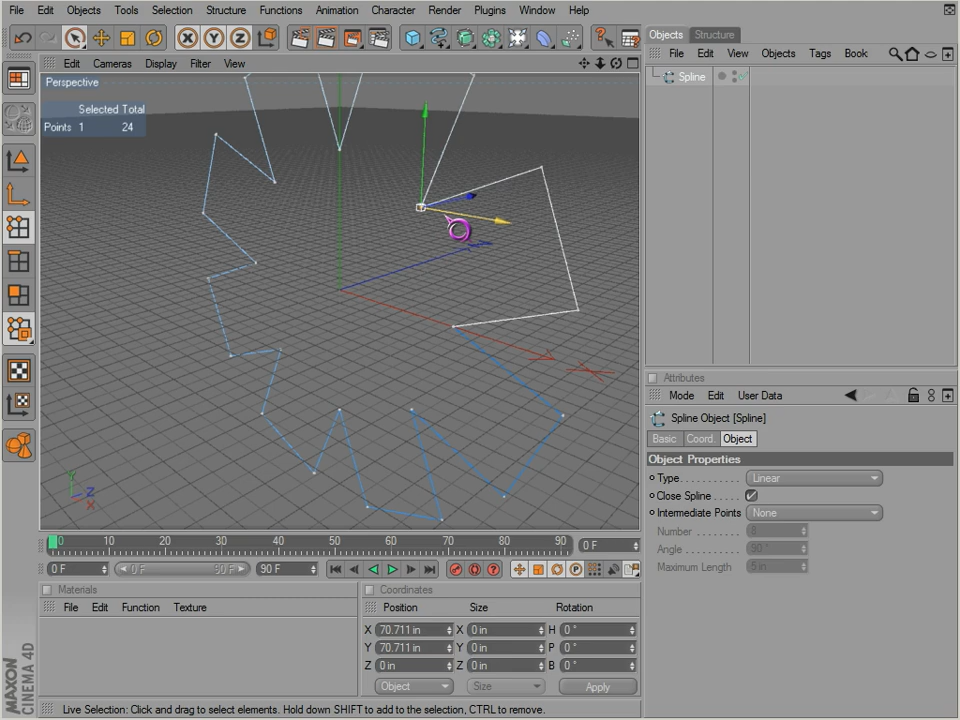 File Edit Objects Tools Selection Structure Functions Animation Character Render Plugins Window Help
X Y Z
Edit Cameras Display Filter View
Perspective
Selected Total
Points 1 24
Y Z X
0 10 20 30 40 50 60 70 80 90 0 F
0 F 0 F 90 F 90 F
Materials
File Edit Function Texture
Coordinates
Position Size Rotation
X 70.711 in X 0 in H 0 °
Y 70.711 in Y 0 in P 0 °
Z 0 in Z 0 in B 0 °
Object Size Apply
MAXON
CINEMA 4D
Live Selection: Click and drag to select elements. Hold down SHIFT to add to the selection, CTRL to remove.
Objects Structure
File Edit View Objects Tags Book
Spline
Attributes
Mode Edit User Data
Spline Object [Spline]
Basic Coord. Object
Object Properties
Type Linear
Close Spline
Intermediate Points None
Number 8
Angle 90 °
Maximum Length 5 in